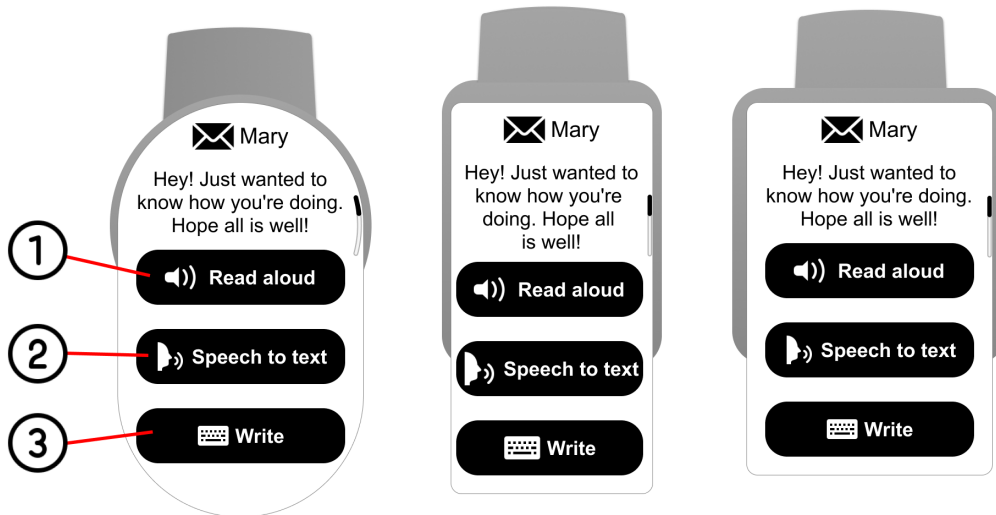 Mary
Hey! Just wanted to
know how you're doing.
Hope all is well!
1
Read aloud
2
Speech to text
3
Write
Mary
Hey! Just wanted to
know how you're
doing. Hope all
is well!
Read aloud
Speech to text
Write
Mary
Hey! Just wanted to
know how you're doing.
Hope all is well!
Read aloud
Speech to text
Write